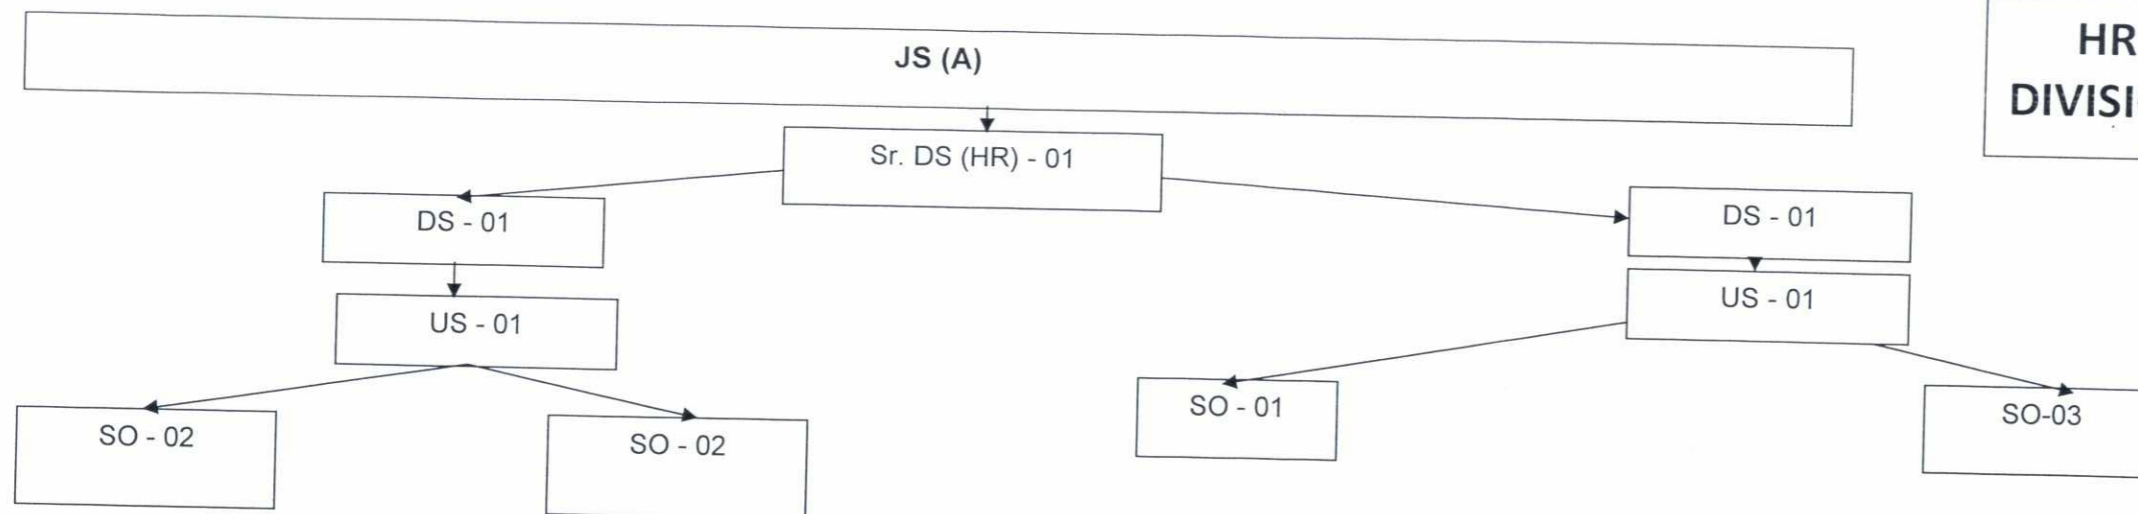 JS (A)
HR
Sr. DS (HR) - 01
DS - 01
DS - 01
US - 01
US - 01
SO - 02
SO - 02
SO - 01
SO-03